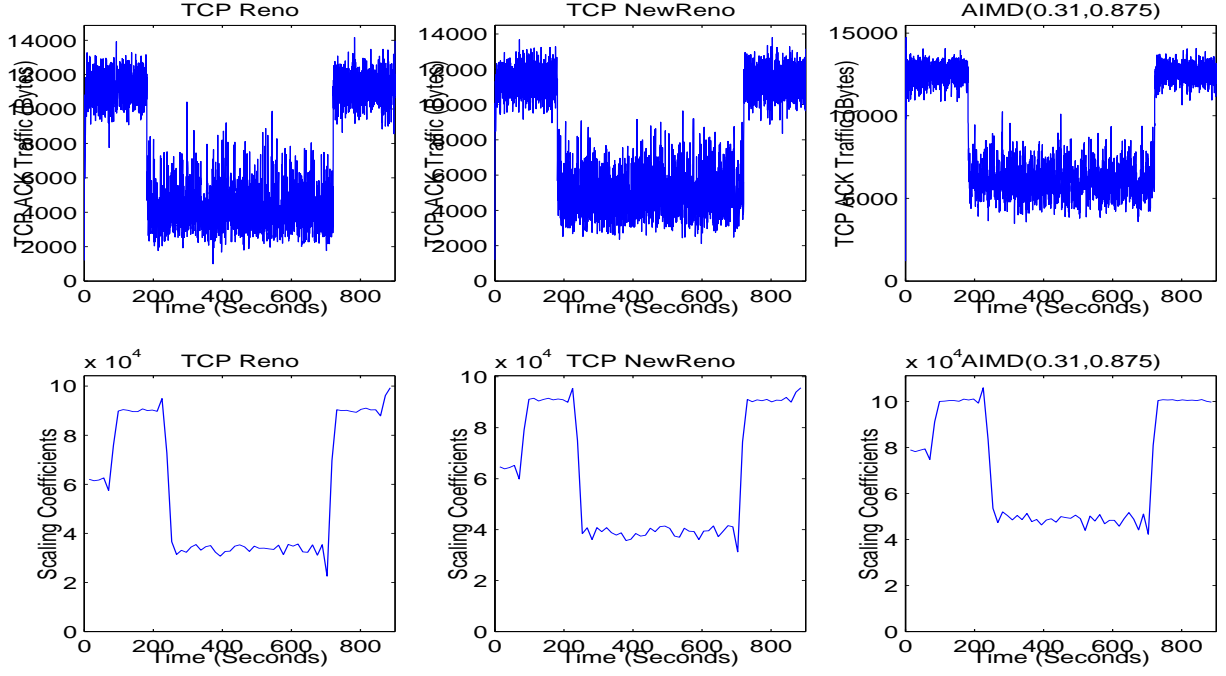 TCP Reno
TCP NewReno
AIMD(0.31,0.875)
TCP ACK Traffic (Bytes)
14000
12000
10000
8000
6000
4000
2000
0
0 200 400 600 800
Time (Seconds)
TCP ACK Traffic (Bytes)
14000
12000
10000
8000
6000
4000
2000
0
0 200 400 600 800
Time (Seconds)
TCP ACK Traffic (Bytes)
15000
10000
5000
0
0 200 400 600 800
Time (Seconds)
x 10^4
TCP Reno
x 10^4
TCP NewReno
x 10^4
AIMD(0.31,0.875)
Scaling Coefficients
10
8
6
4
2
0
0 200 400 600 800
Time (Seconds)
Scaling Coefficients
10
8
6
4
2
0
0 200 400 600 800
Time (Seconds)
Scaling Coefficients
10
8
6
4
2
0
0 200 400 600 800
Time (Seconds)